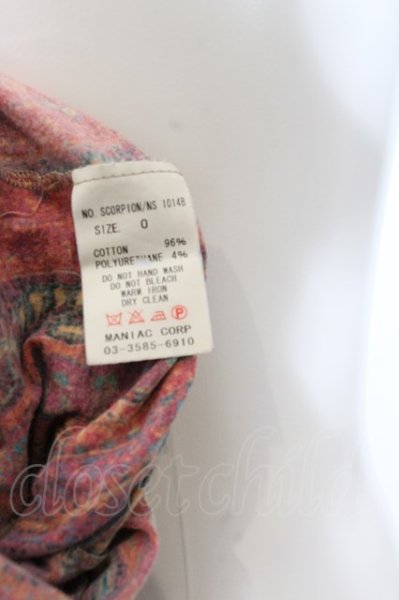 NO. SCORPION/NS 1014B
SIZE. 0
COTTON 96%
POLYURETHANE 4%
DO NOT HAND WASH
DO NOT BLEACH
WARM IRON
DRY CLEAN
P
MANIAC CORP
03-3585-6910
closet child